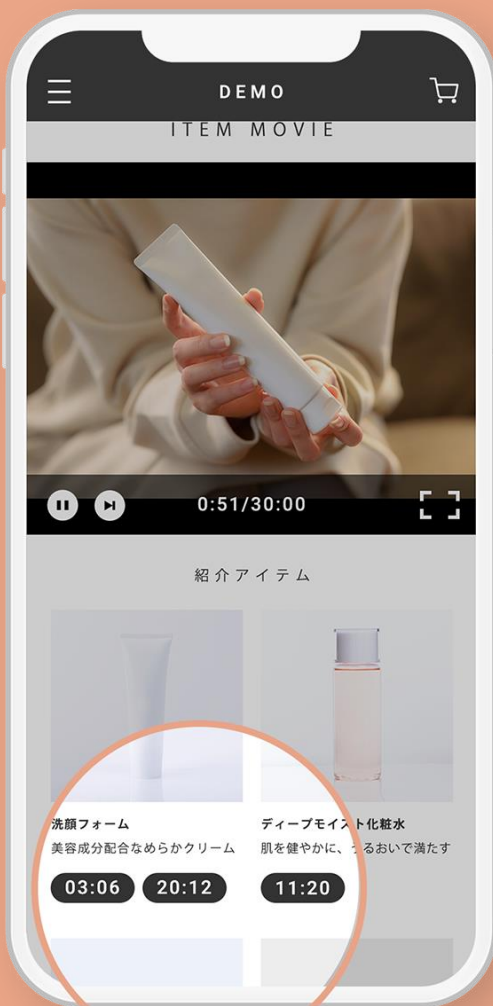 DEMO
ITEM MOVIE
0:51/30:00
紹介アイテム
洗顔フォーム
美容成分配合なめらかクリーム
03:06 20:12
ディープモイスト化粧水
肌を健やかに、うるおいで満たす
11:20